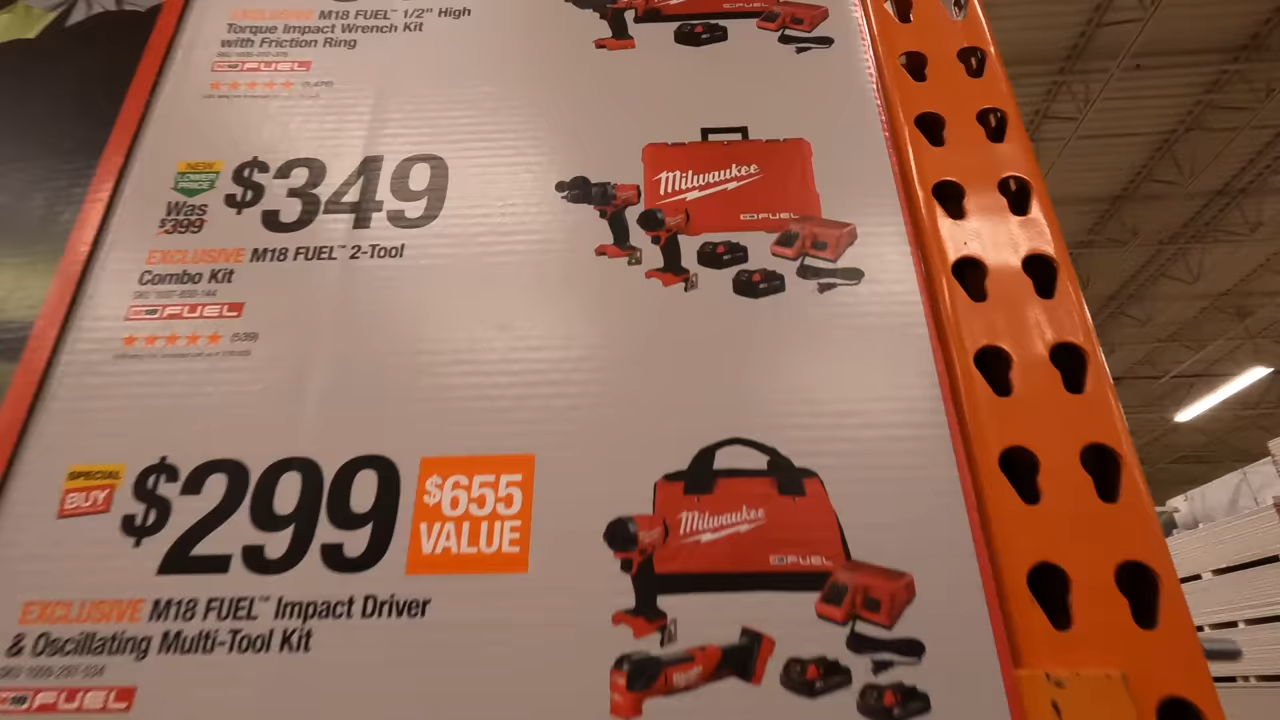 EXCLUSIVE M18 FUEL™ 1/2" High
Torque Impact Wrench Kit
with Friction Ring
FUEL
NEW
LOWER
PRICE
Was
$399
$349
EXCLUSIVE M18 FUEL™ 2-Tool
Combo Kit
M18 FUEL
(539)
Milwaukee
FUEL
SPECIAL
BUY
$299
$655
VALUE
EXCLUSIVE M18 FUEL™ Impact Driver
& Oscillating Multi-Tool Kit
M18 FUEL
Milwaukee
FUEL